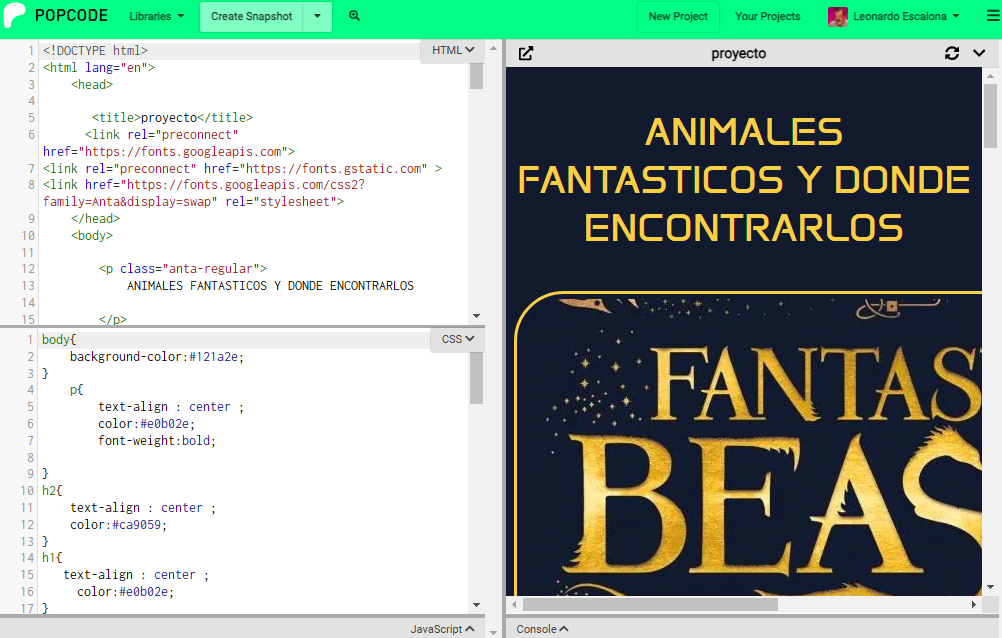 POPCODE Libraries Create Snapshot New Project Your Projects Leonardo Escalona
HTML
1 <!DOCTYPE html>
2 <html lang="en">
3 <head>
4
5 <title>proyecto</title>
6 <link rel="preconnect"
href="https://fonts.googleapis.com">
7 <link rel="preconnect" href="https://fonts.gstatic.com" >
8 <link href="https://fonts.googleapis.com/css2?
family=Anta&display=swap" rel="stylesheet">
9 </head>
10 <body>
11
12 <p class="anta-regular">
13 ANIMALES FANTASTICOS Y DONDE ENCONTRARLOS
14
15 </p>
CSS
1 body{
2 background-color:#121a2e;
3 }
4 p{
5 text-align : center ;
6 color:#e0b02e;
7 font-weight:bold;
8
9 }
10 h2{
11 text-align : center ;
12 color:#ca9059;
13 }
14 h1{
15 text-align : center ;
16 color:#e0b02e;
17 }
JavaScript
proyecto
ANIMALES
FANTASTICOS Y DONDE
ENCONTRARLOS
FANTAS
BEAS
Console